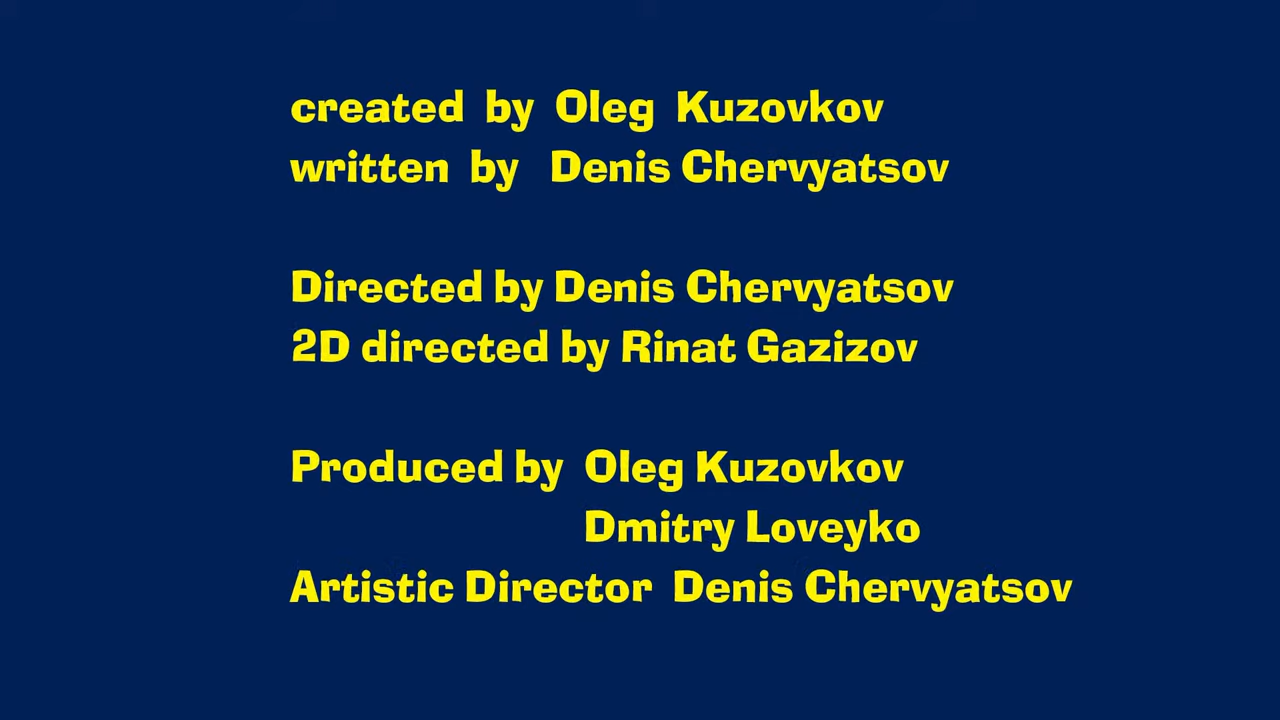 created by Oleg Kuzovkov
written by Denis Chervyatsov
Directed by Denis Chervyatsov
2D directed by Rinat Gazizov
Produced by Oleg Kuzovkov
Dmitry Loveyko
Artistic Director Denis Chervyatsov